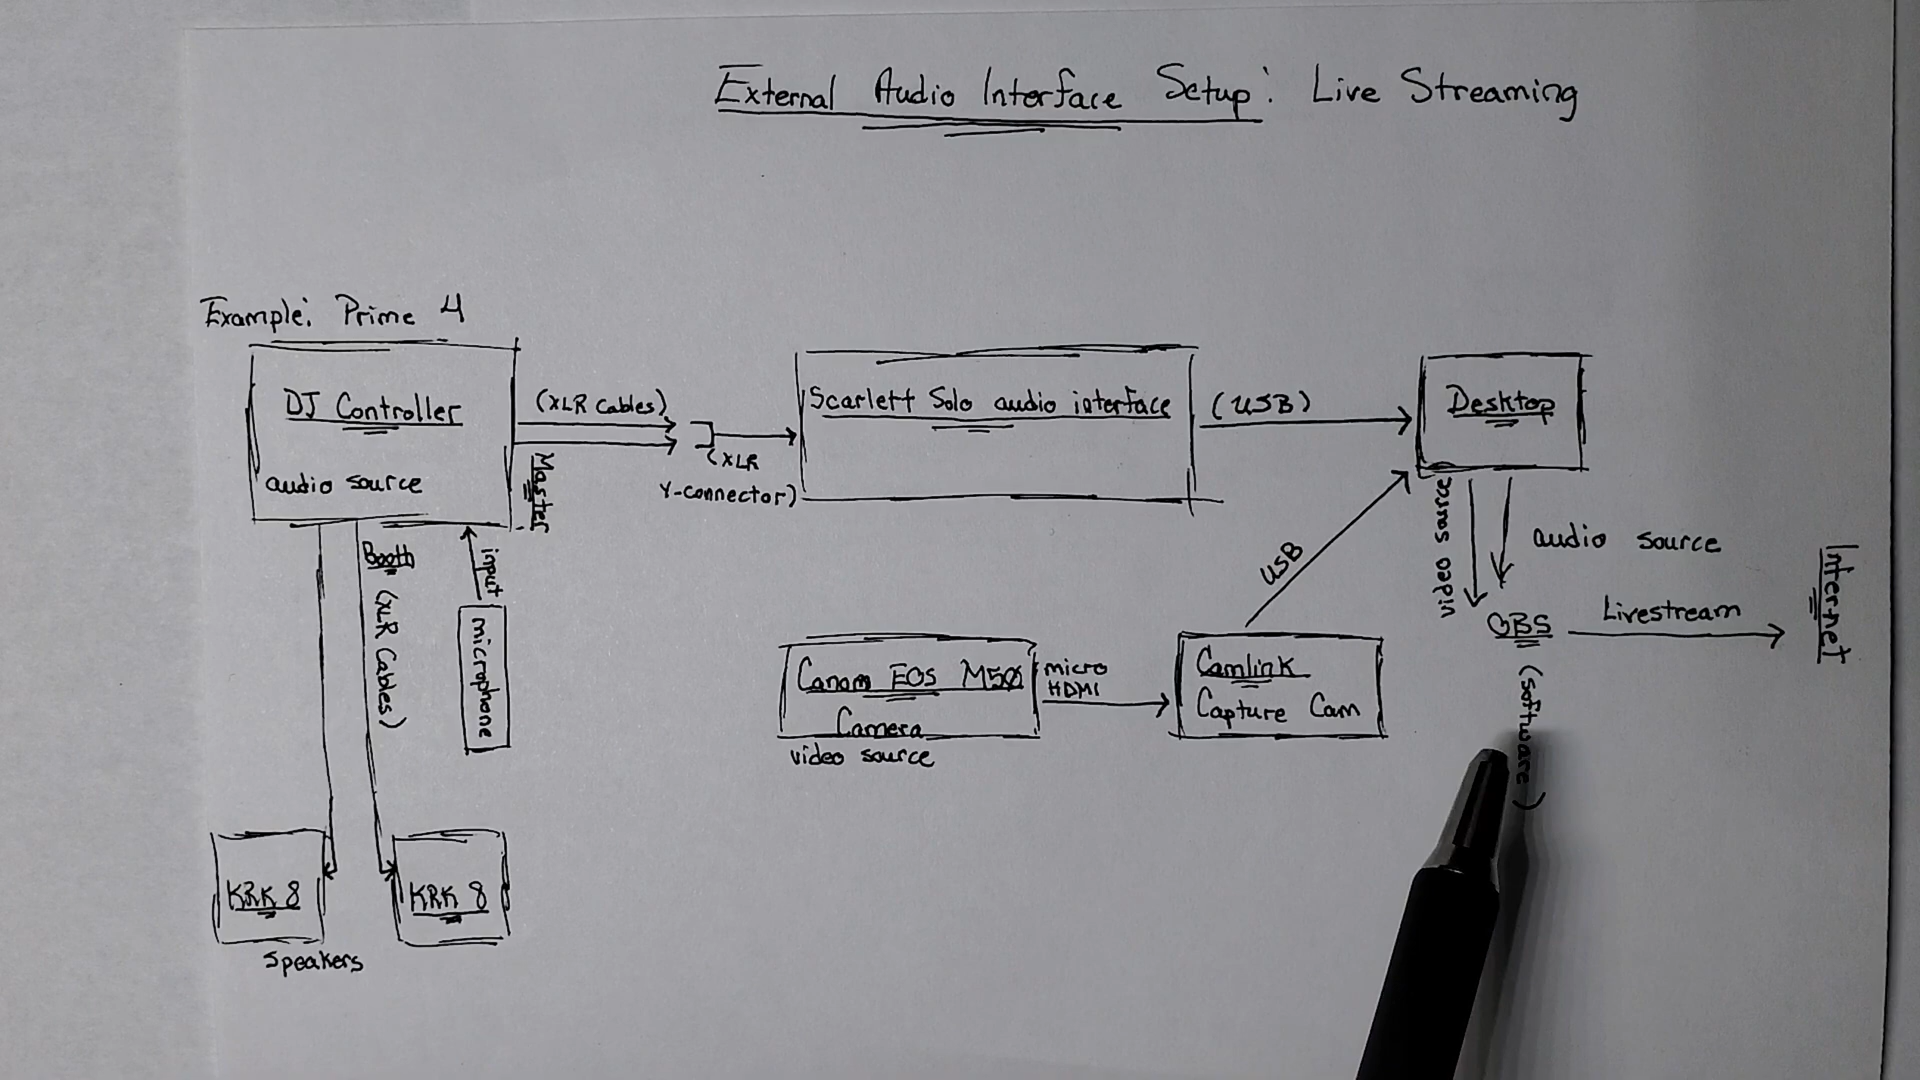 External Audio Interface Setup: Live Streaming
Example: Prime 4
DJ Controller
audio source
(XLR Cables)
Master
(XLR
Y-connector)
Scarlett Solo audio interface
(USB)
Desktop
video source
audio source
OBS
(software)
Livestream
Internet
Booth
(XLR Cables)
input
microphone
USB
Canon EOS M50
Camera
video source
micro
HDMI
Camlink
Capture Cam
KRK 8
KRK 8
Speakers